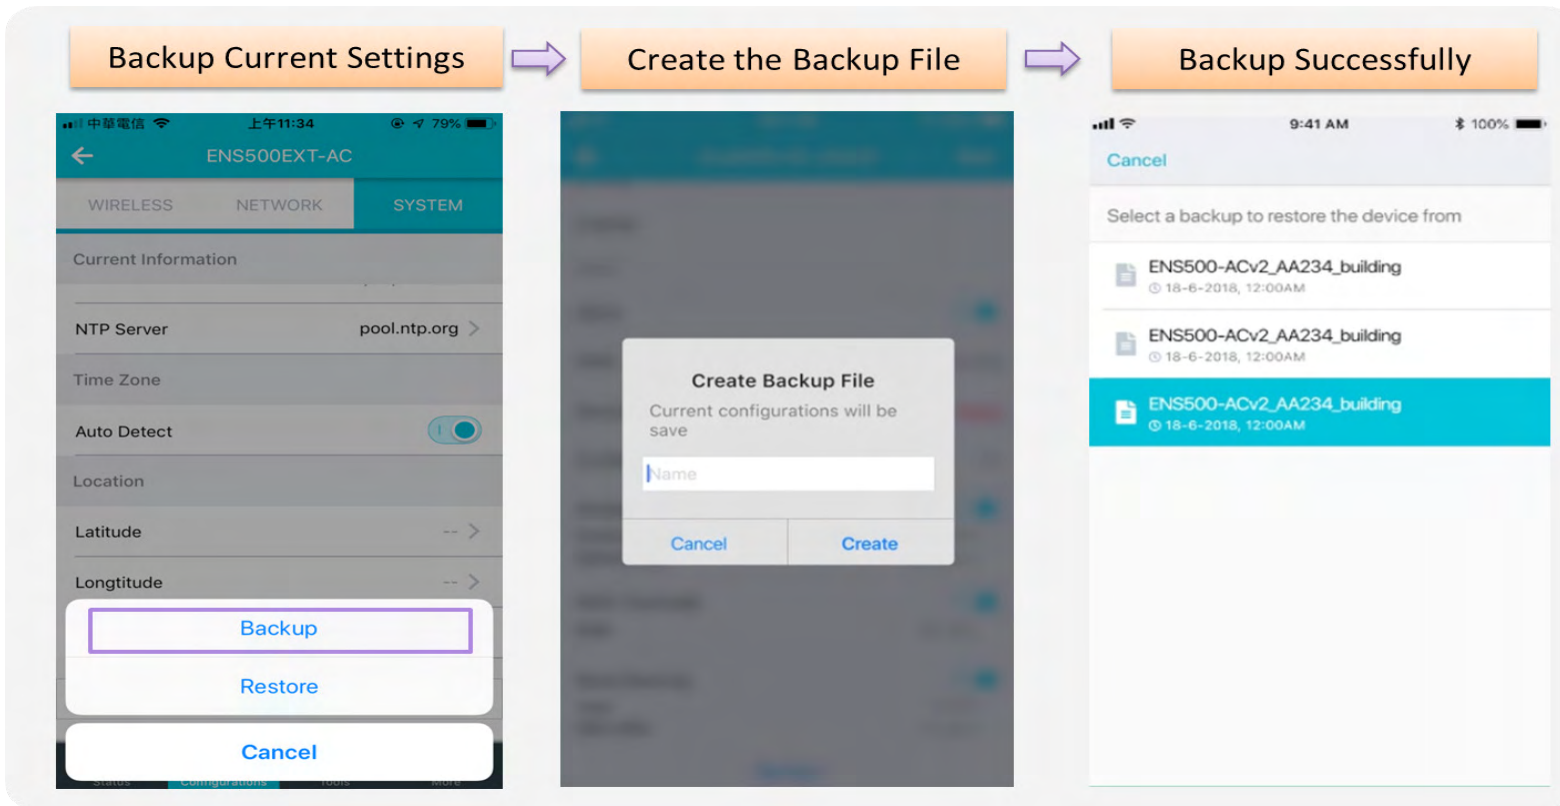 Backup Current Settings
Create the Backup File
Backup Successfully
中華電信
上午11:34
79%
ENS500EXT-AC
WIRELESS
NETWORK
SYSTEM
Current Information
NTP Server
pool.ntp.org
Time Zone
Auto Detect
Location
Latitude
--
Longtitude
--
Backup
Restore
Cancel
Status
Configurations
Tools
More
Create Backup File
Current configurations will be
save
Name
Cancel
Create
9:41 AM
100%
Cancel
Select a backup to restore the device from
ENS500-ACv2_AA234_building
18-6-2018, 12:00AM
ENS500-ACv2_AA234_building
18-6-2018, 12:00AM
ENS500-ACv2_AA234_building
18-6-2018, 12:00AM